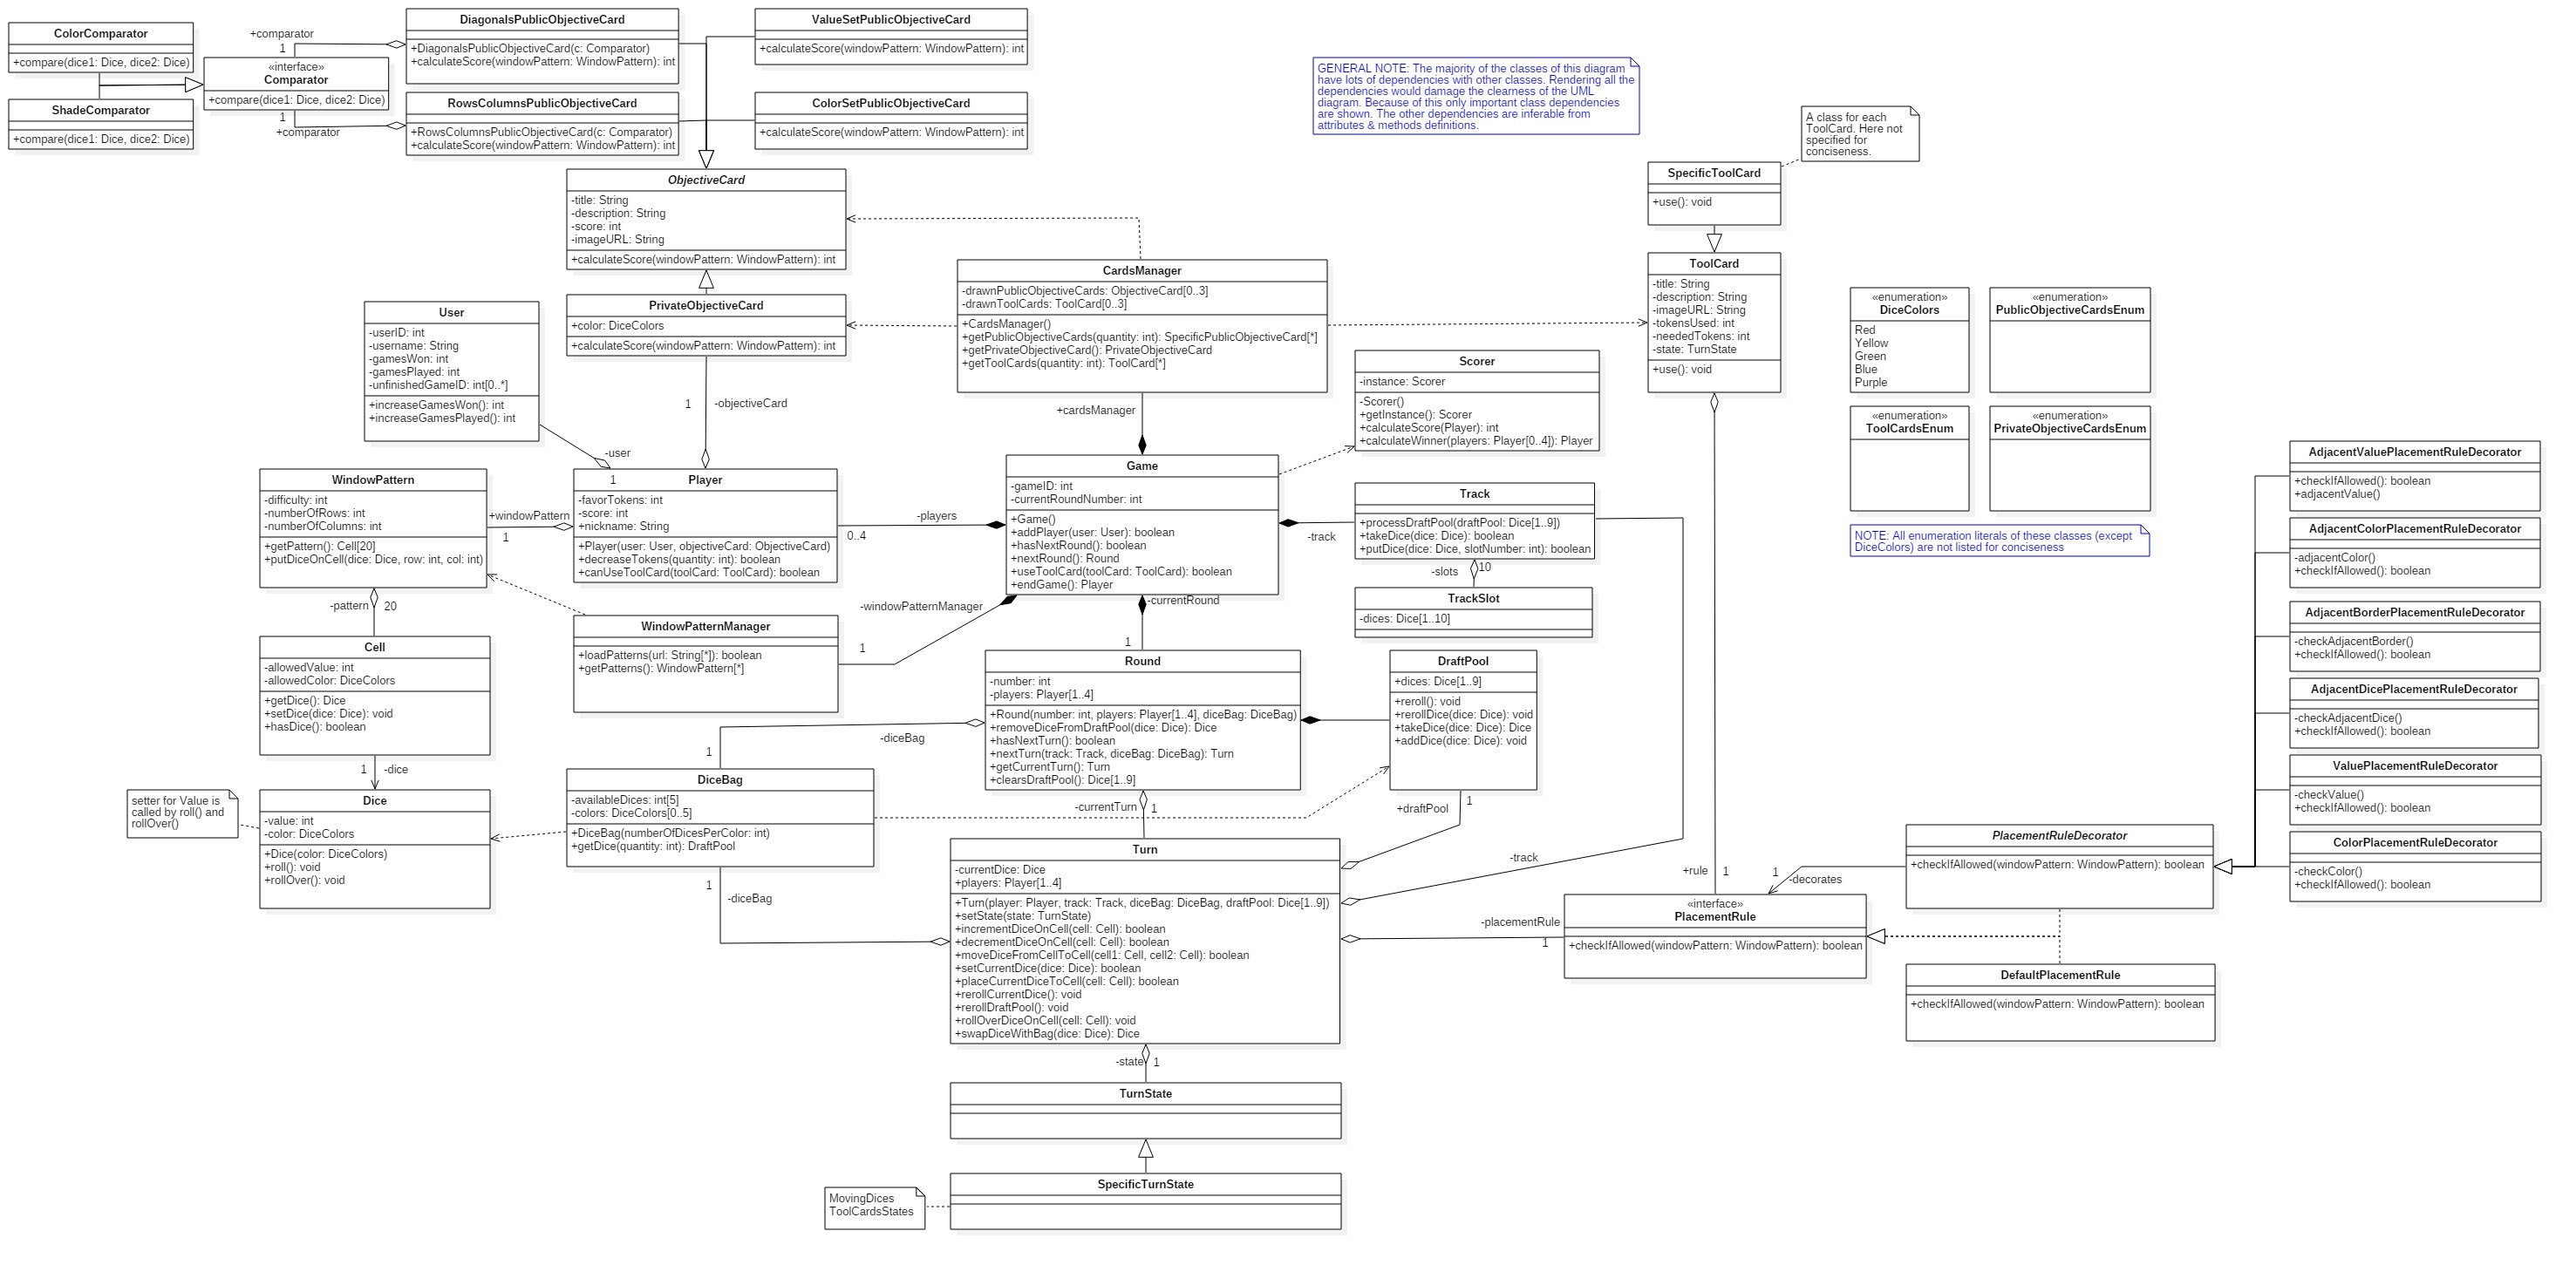 ColorComparator
+compare(dice1: Dice, dice2: Dice)
ShadeComparator
+compare(dice1: Dice, dice2: Dice)
+comparator
1
«interface»
Comparator
+compare(dice1: Dice, dice2: Dice)
1
+comparator
DiagonalsPublicObjectiveCard
+DiagonalsPublicObjectiveCard(c: Comparator)
+calculateScore(windowPattern: WindowPattern): int
RowsColumnsPublicObjectiveCard
+RowsColumnsPublicObjectiveCard(c: Comparator)
+calculateScore(windowPattern: WindowPattern): int
ValueSetPublicObjectiveCard
+calculateScore(windowPattern: WindowPattern): int
ColorSetPublicObjectiveCard
+calculateScore(windowPattern: WindowPattern): int
GENERAL NOTE: The majority of the classes of this diagram
have lots of dependencies with other classes. Rendering all the
dependencies would damage the clearness of the UML
diagram. Because of this only important class dependencies
are shown. The other dependencies are inferable from
attributes & methods definitions.
A class for each
ToolCard. Here not
specified for
conciseness.
SpecificToolCard
+use(): void
ObjectiveCard
-title: String
-description: String
-score: int
-imageURL: String
+calculateScore(windowPattern: WindowPattern): int
PrivateObjectiveCard
+color: DiceColors
+calculateScore(windowPattern: WindowPattern): int
CardsManager
-drawnPublicObjectiveCards: ObjectiveCard[0..3]
-drawnToolCards: ToolCard[0..3]
+CardsManager()
+getPublicObjectiveCards(quantity: int): SpecificPublicObjectiveCard[*]
+getPrivateObjectiveCard(): PrivateObjectiveCard
+getToolCards(quantity: int): ToolCard[*]
ToolCard
-title: String
-description: String
-imageURL: String
-tokensUsed: int
-neededTokens: int
-state: TurnState
+use(): void
«enumeration»
DiceColors
Red
Yellow
Green
Blue
Purple
«enumeration»
PublicObjectiveCardsEnum
«enumeration»
ToolCardsEnum
«enumeration»
PrivateObjectiveCardsEnum
NOTE: All enumeration literals of these classes (except
DiceColors) are not listed for conciseness
User
-userID: int
-username: String
-gamesWon: int
-gamesPlayed: int
-unfinishedGameID: int[0..*]
+increaseGamesWon(): int
+increaseGamesPlayed(): int
-user
1
1
-objectiveCard
+cardsManager
Scorer
-instance: Scorer
-Scorer()
+getInstance(): Scorer
+calculateScore(Player): int
+calculateWinner(players: Player[0..4]): Player
WindowPattern
-difficulty: int
-numberOfRows: int
-numberOfColumns: int
+getPattern(): Cell[20]
+putDiceOnCell(dice: Dice, row: int, col: int)
+windowPattern
1
Player
-favorTokens: int
-score: int
+nickname: String
+Player(user: User, objectiveCard: ObjectiveCard)
+decreaseTokens(quantity: int): boolean
+canUseToolCard(toolCard: ToolCard): boolean
-players
0..4
Game
-gameID: int
-currentRoundNumber: int
+Game()
+addPlayer(user: User): boolean
+hasNextRound(): boolean
+nextRound(): Round
+useToolCard(toolCard: ToolCard): boolean
+endGame(): Player
-track
Track
+processDraftPool(draftPool: Dice[1..9])
+takeDice(dice: Dice): boolean
+putDice(dice: Dice, slotNumber: int): boolean
-slots
10
TrackSlot
-dices: Dice[1..10]
-pattern
20
-windowPatternManager
1
-currentRound
1
WindowPatternManager
+loadPatterns(url: String[*]): boolean
+getPatterns(): WindowPattern[*]
Cell
-allowedValue: int
-allowedColor: DiceColors
+getDice(): Dice
+setDice(dice: Dice): void
+hasDice(): boolean
1
-dice
Round
-number: int
-players: Player[1..4]
+Round(number: int, players: Player[1..4], diceBag: DiceBag)
+removeDiceFromDraftPool(dice: Dice): Dice
+hasNextTurn(): boolean
+nextTurn(track: Track, diceBag: DiceBag): Turn
+getCurrentTurn(): Turn
+clearsDraftPool(): Dice[1..9]
DraftPool
+dices: Dice[1..9]
+reroll(): void
+rerollDice(dice: Dice): void
+takeDice(dice: Dice): Dice
+addDice(dice: Dice): void
-diceBag
1
setter for Value is
called by roll() and
rollOver()
Dice
-value: int
-color: DiceColors
+Dice(color: DiceColors)
+roll(): void
+rollOver(): void
DiceBag
-availableDices: int[5]
-colors: DiceColors[0..5]
+DiceBag(numberOfDicesPerColor: int)
+getDice(quantity: int): DraftPool
1
-diceBag
-currentTurn
1
+draftPool
1
-track
Turn
-currentDice: Dice
+players: Player[1..4]
+Turn(player: Player, track: Track, diceBag: DiceBag, draftPool: Dice[1..9])
+setState(state: TurnState)
+incrementDiceOnCell(cell: Cell): boolean
+decrementDiceOnCell(cell: Cell): boolean
+moveDiceFromCellToCell(cell1: Cell, cell2: Cell): boolean
+setCurrentDice(dice: Dice): boolean
+placeCurrentDiceToCell(cell: Cell): boolean
+rerollCurrentDice(): void
+rerollDraftPool(): void
+rollOverDiceOnCell(cell: Cell): void
+swapDiceWithBag(dice: Dice): Dice
-placementRule
1
+rule
1
«interface»
PlacementRule
+checkIfAllowed(windowPattern: WindowPattern): boolean
1
-decorates
PlacementRuleDecorator
+checkIfAllowed(windowPattern: WindowPattern): boolean
DefaultPlacementRule
+checkIfAllowed(windowPattern: WindowPattern): boolean
AdjacentValuePlacementRuleDecorator
+checkIfAllowed(): boolean
+adjacentValue()
AdjacentColorPlacementRuleDecorator
-adjacentColor()
+checkIfAllowed(): boolean
AdjacentBorderPlacementRuleDecorator
-checkAdjacentBorder()
+checkIfAllowed(): boolean
AdjacentDicePlacementRuleDecorator
-checkAdjacentDice()
+checkIfAllowed(): boolean
ValuePlacementRuleDecorator
-checkValue()
+checkIfAllowed(): boolean
ColorPlacementRuleDecorator
-checkColor()
+checkIfAllowed(): boolean
-state
1
TurnState
SpecificTurnState
MovingDices
ToolCardsStates